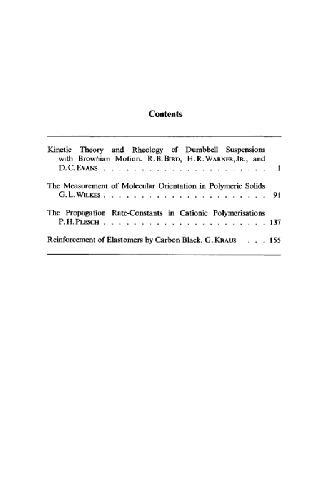 Contents
Kinetic Theory and Rheology of Dumbbell Suspensions
with Brownian Motion. R. B. BIRD, H. R. WARNER, JR., and
D. C. EVANS . . . . . . . . . . . . . . . . . . . . . . 1
The Measurement of Molecular Orientation in Polymeric Solids
G. L. WILKES . . . . . . . . . . . . . . . . . . . . . . 91
The Propagation Rate-Constants in Cationic Polymerisations
P. H. PLESCH . . . . . . . . . . . . . . . . . . . . . . 137
Reinforcement of Elastomers by Carbon Black. G. KRAUS . . . 155